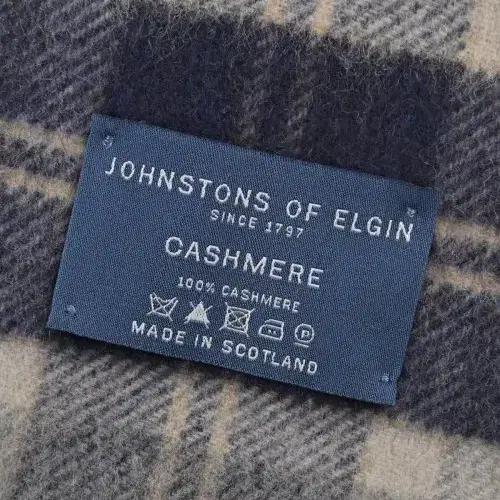 JOHNSTONS OF ELGIN
SINCE 1797
CASHMERE
100% CASHMERE
MADE IN SCOTLAND